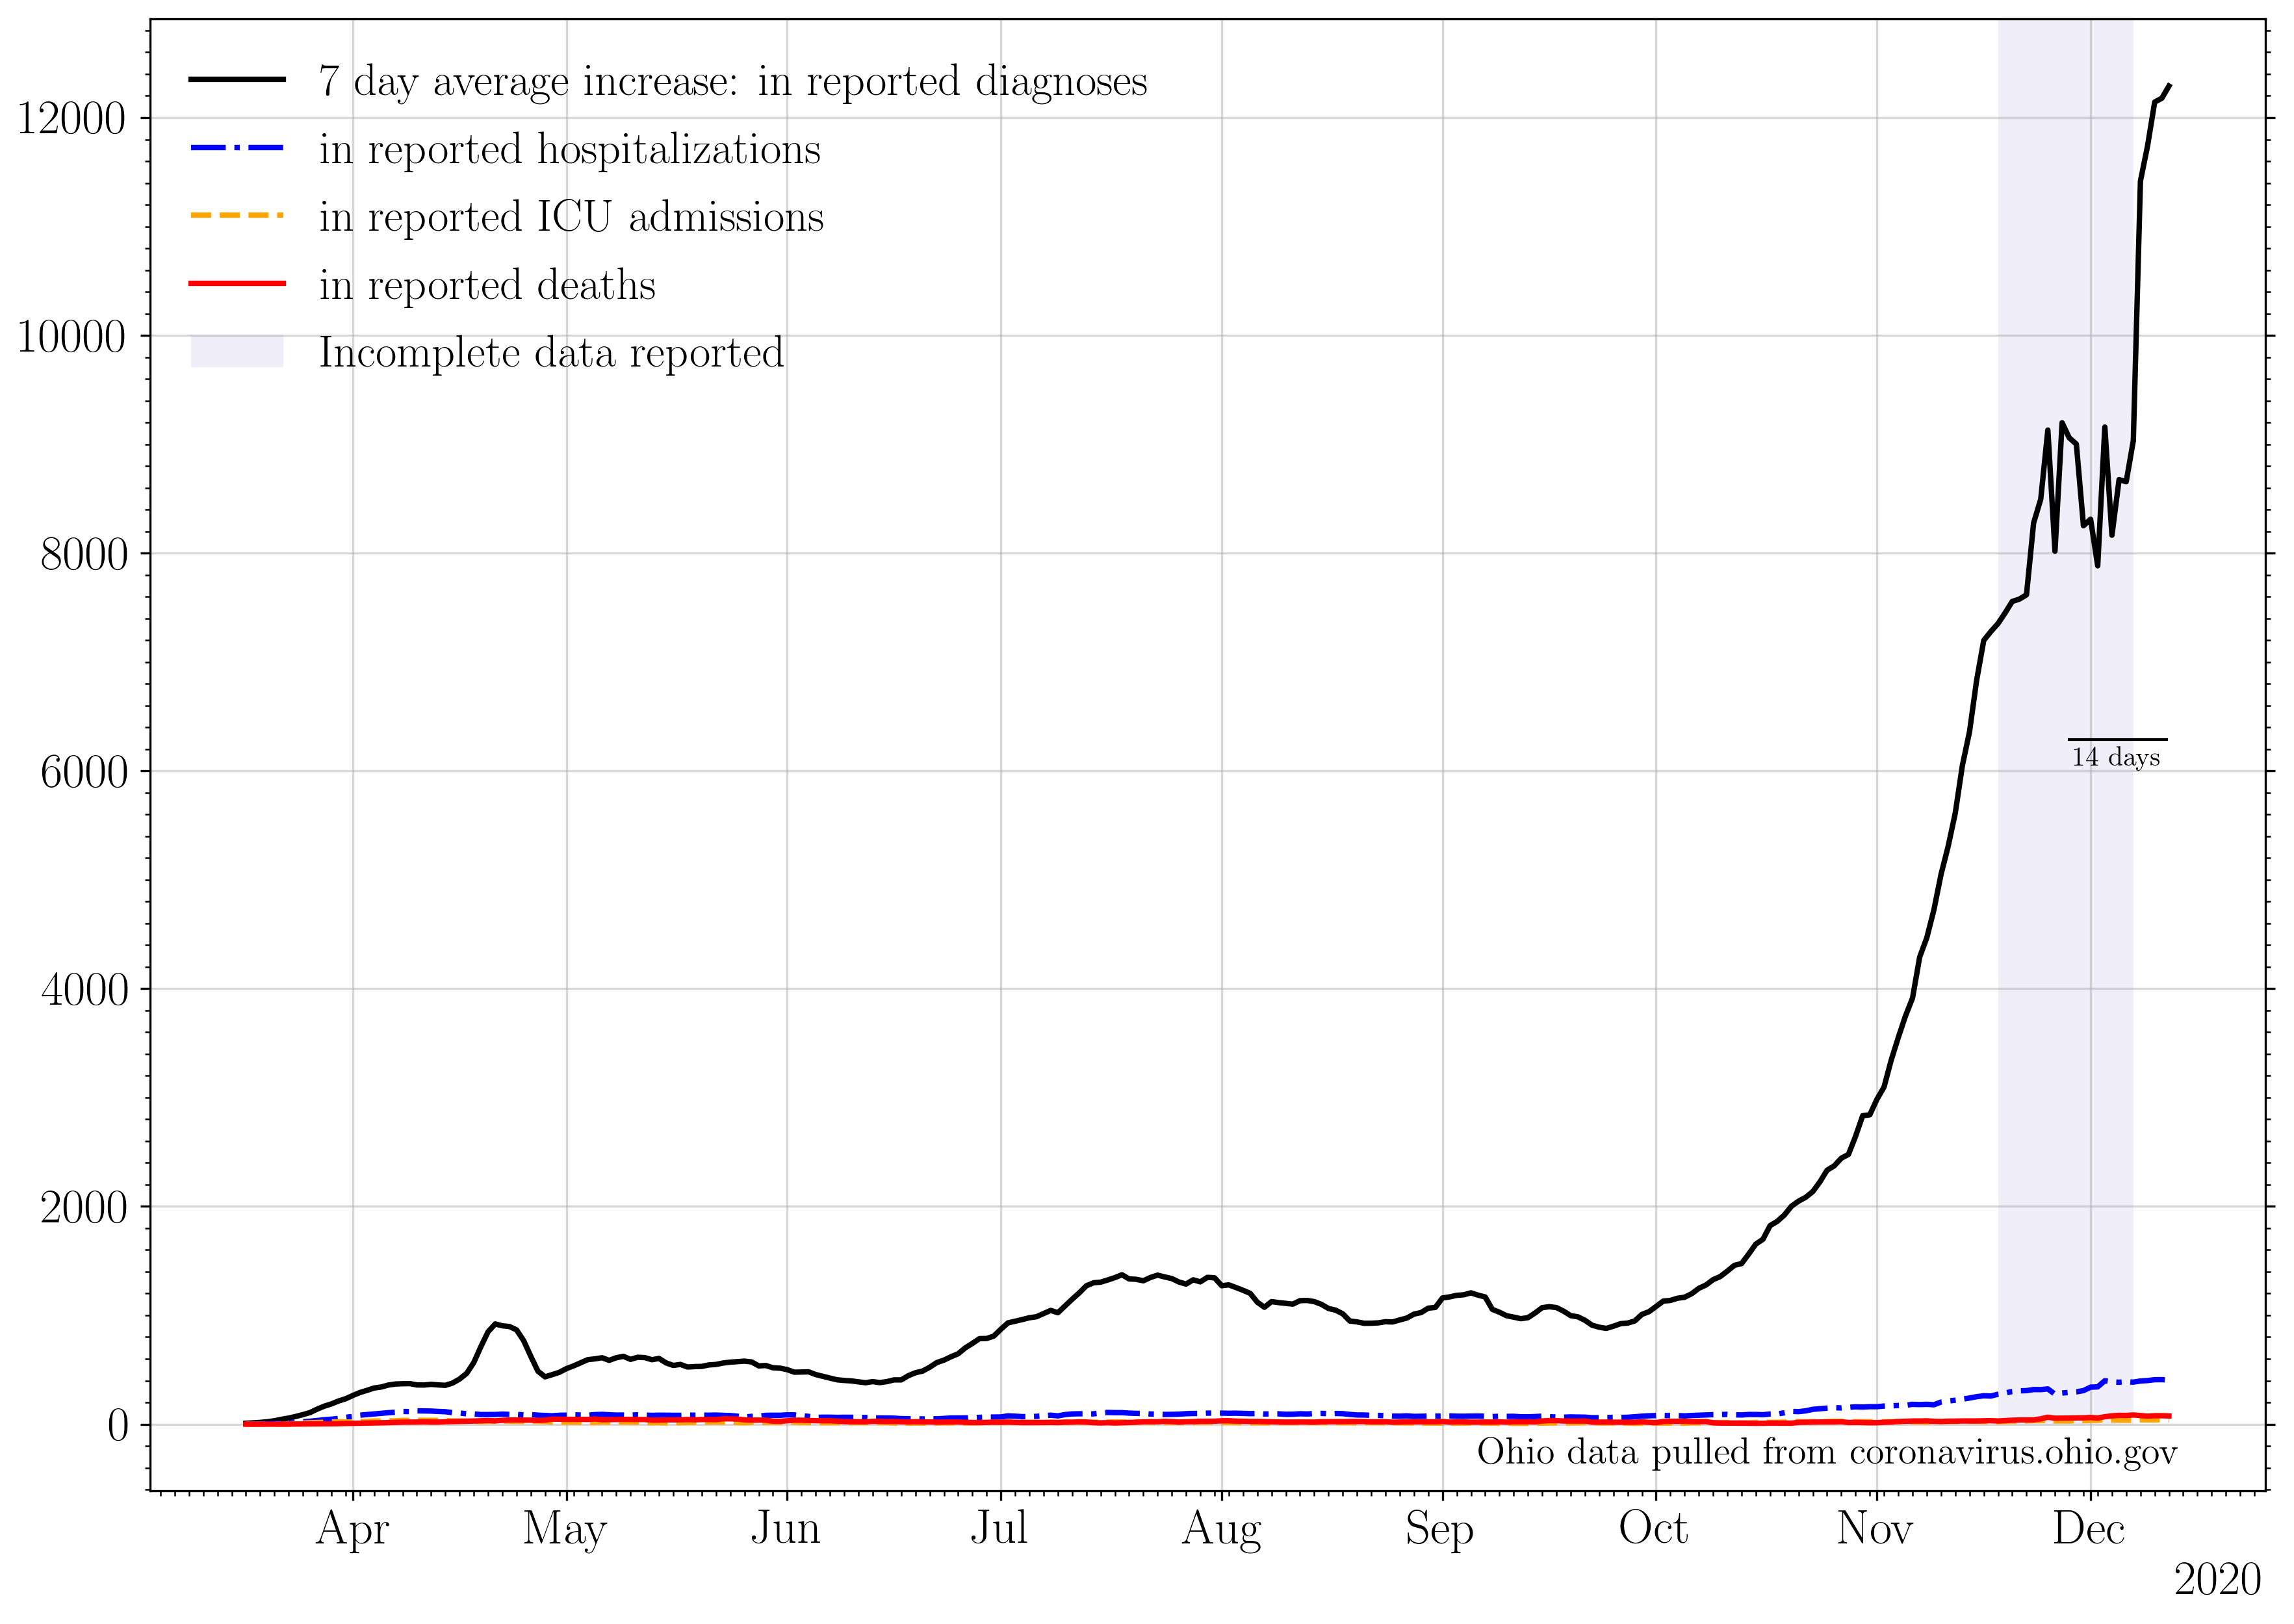 7 day average increase: in reported diagnoses
in reported hospitalizations
in reported ICU admissions
in reported deaths
Incomplete data reported
12000
10000
8000
6000
4000
2000
0
14 days
Ohio data pulled from coronavirus.ohio.gov
Apr May Jun Jul Aug Sep Oct Nov Dec
2020